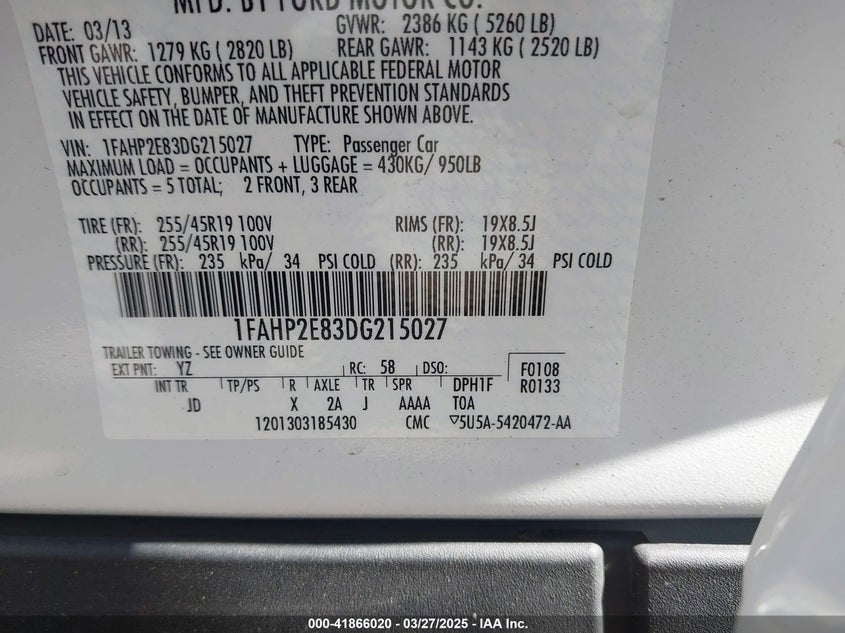 MFD. BY FORD MOTOR CO.
DATE: 03/13 GVWR: 2386 KG ( 5260 LB)
FRONT GAWR: 1279 KG ( 2820 LB) REAR GAWR: 1143 KG ( 2520 LB)
THIS VEHICLE CONFORMS TO ALL APPLICABLE FEDERAL MOTOR
VEHICLE SAFETY, BUMPER, AND THEFT PREVENTION STANDARDS
IN EFFECT ON THE DATE OF MANUFACTURE SHOWN ABOVE.
VIN: 1FAHP2E83DG215027 TYPE: Passenger Car
MAXIMUM LOAD = OCCUPANTS + LUGGAGE = 430KG/ 950LB
OCCUPANTS = 5 TOTAL; 2 FRONT, 3 REAR
TIRE (FR): 255/45R19 100V RIMS (FR): 19X8.5J
(RR): 255/45R19 100V (RR): 19X8.5J
PRESSURE (FR): 235 kPa/ 34 PSI COLD (RR): 235 kPa/ 34 PSI COLD
1FAHP2E83DG215027
TRAILER TOWING - SEE OWNER GUIDE
EXT PNT: YZ RC: 58 DSO: F0108
INT TR TP/PS R AXLE TR SPR DPH1F R0133
JD X 2A J AAAA TOA
1201303185430 CMC ▽5U5A-5420472-AA
000-41866020 - 03/27/2025 - IAA Inc.